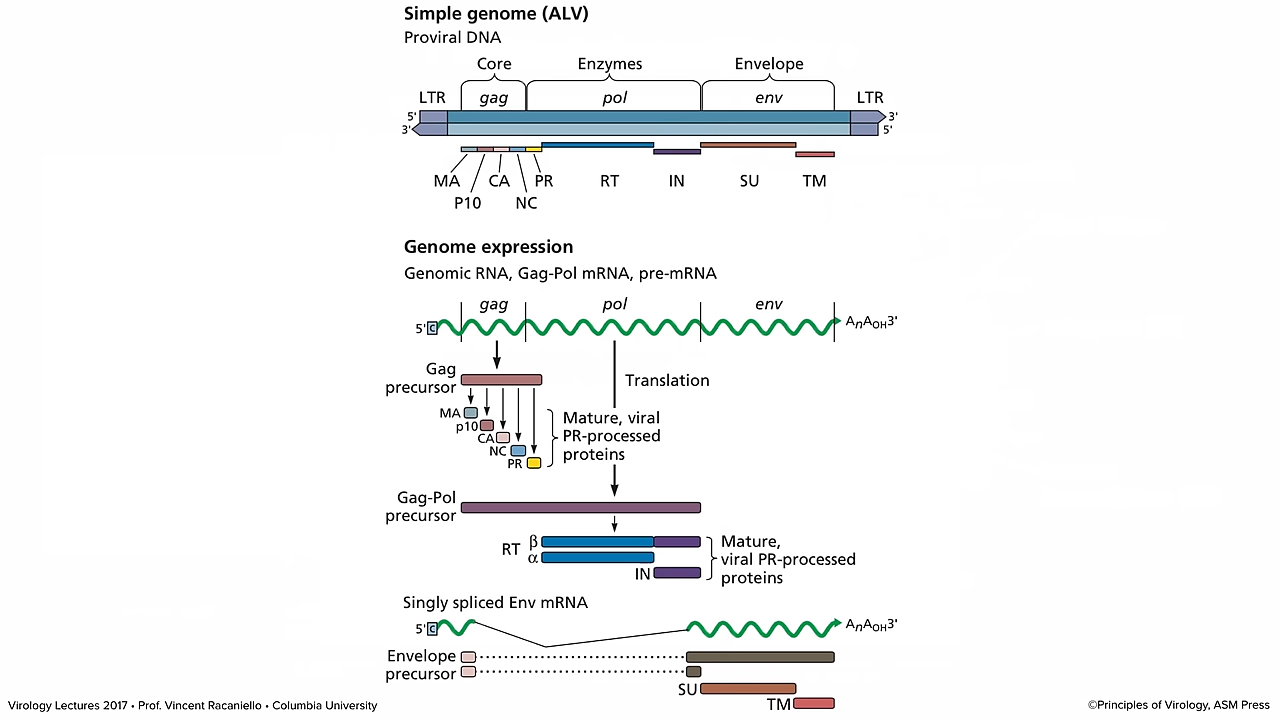 Simple genome (ALV)
Proviral DNA
Core Enzymes Envelope
LTR gag pol env LTR
5' 3'
3' 5'
MA CA PR RT IN SU TM
P10 NC
Genome expression
Genomic RNA, Gag-Pol mRNA, pre-mRNA
gag pol env
5' C AnAOH3'
Gag
precursor
Translation
MA
p10
CA
NC
PR
Mature, viral
PR-processed
proteins
Gag-Pol
precursor
RT β
α
IN
Mature,
viral PR-processed
proteins
Singly spliced Env mRNA
5' C AnAOH3'
Envelope
precursor
SU
TM
Virology Lectures 2017 • Prof. Vincent Racaniello • Columbia University
©Principles of Virology, ASM Press